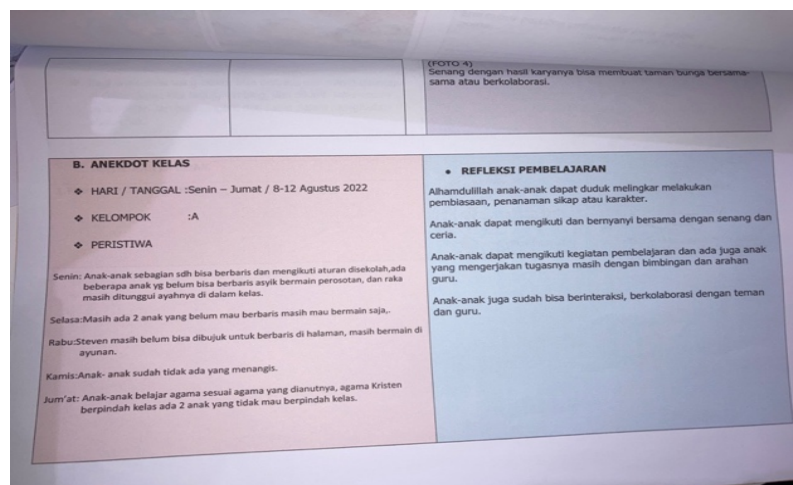 (FOTO 4)
Senang dengan hasil karyanya bisa membuat taman bunga bersama-
sama atau berkolaborasi.
B. ANEKDOT KELAS
❖ HARI / TANGGAL :Senin – Jumat / 8-12 Agustus 2022
❖ KELOMPOK :A
❖ PERISTIWA
Senin: Anak-anak sebagian sdh bisa berbaris dan mengikuti aturan disekolah,ada
beberapa anak yg belum bisa berbaris asyik bermain perosotan, dan raka
masih ditunggui ayahnya di dalam kelas.
Selasa:Masih ada 2 anak yang belum mau berbaris masih mau bermain saja,.
Rabu:Steven masih belum bisa dibujuk untuk berbaris di halaman, masih bermain di
ayunan.
Kamis:Anak- anak sudah tidak ada yang menangis.
Jum'at: Anak-anak belajar agama sesuai agama yang dianutnya, agama Kristen
berpindah kelas ada 2 anak yang tidak mau berpindah kelas.
• REFLEKSI PEMBELAJARAN
Alhamdulillah anak-anak dapat duduk melingkar melakukan
pembiasaan, penanaman sikap atau karakter.
Anak-anak dapat mengikuti dan bernyanyi bersama dengan senang dan
ceria.
Anak-anak dapat mengikuti kegiatan pembelajaran dan ada juga anak
yang mengerjakan tugasnya masih dengan bimbingan dan arahan
guru.
Anak-anak juga sudah bisa berinteraksi, berkolaborasi dengan teman
dan guru.